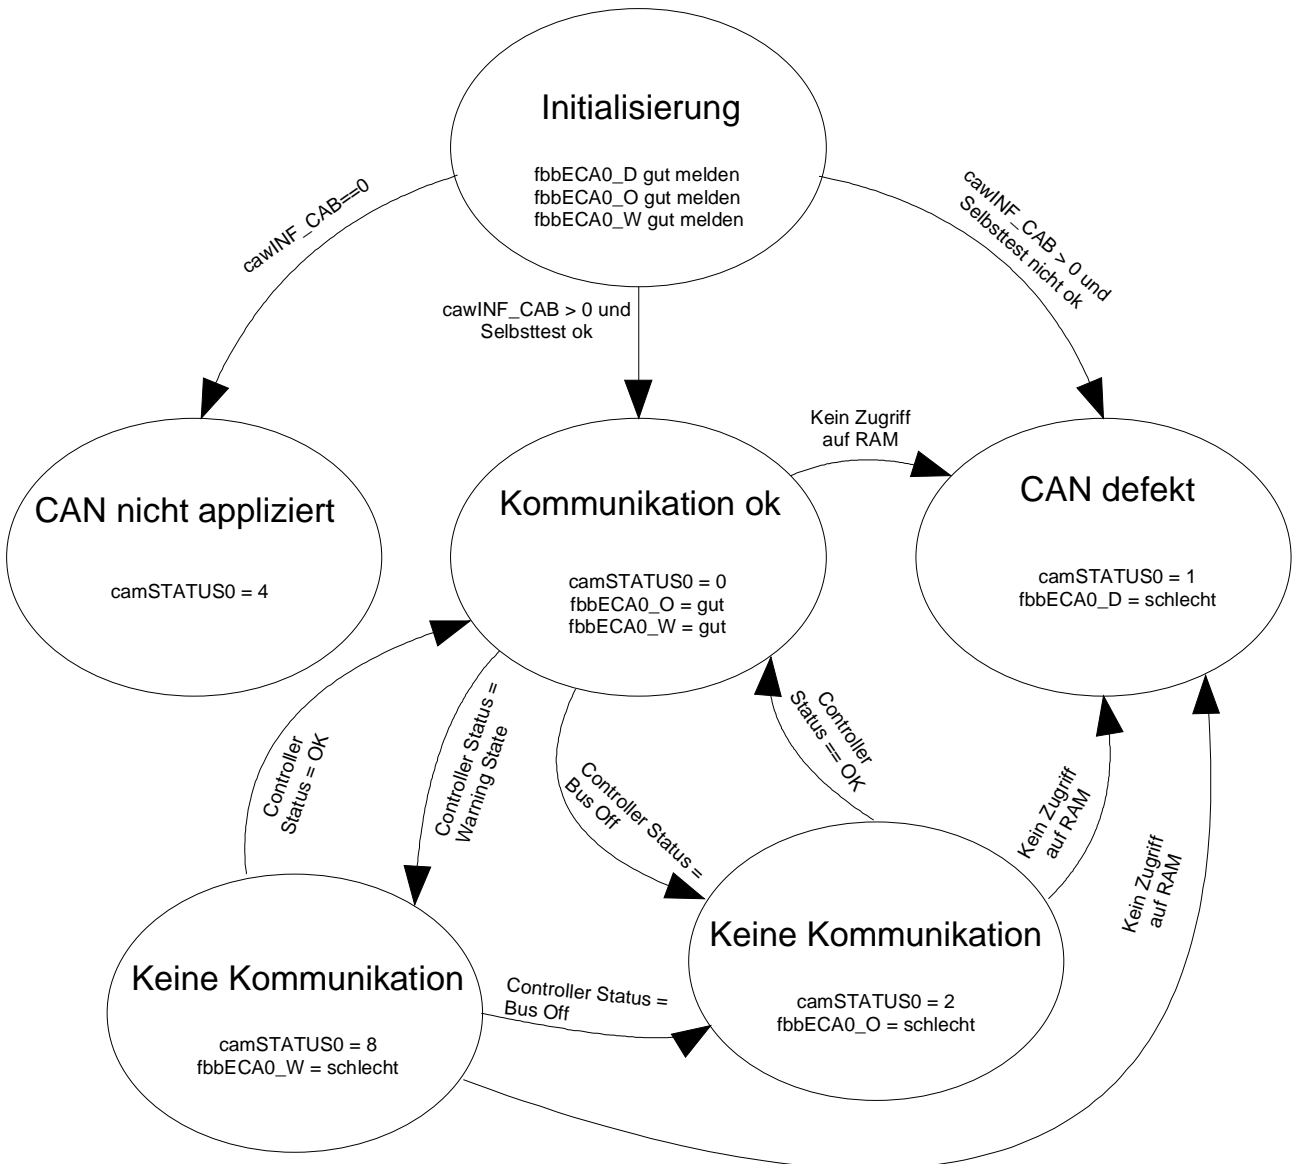 Initialisierung
fbbECA0_D gut melden
fbbECA0_O gut melden
fbbECA0_W gut melden
cawINF_CAB==0
cawINF_CAB > 0 und
Selbsttest ok
cawINF_CAB > 0 und
Selbsttest nicht ok
CAN nicht appliziert
camSTATUS0 = 4
Kommunikation ok
camSTATUS0 = 0
fbbECA0_O = gut
fbbECA0_W = gut
Kein Zugriff
auf RAM
CAN defekt
camSTATUS0 = 1
fbbECA0_D = schlecht
Controller
Status = OK
Controller Status =
Warning State
Controller Status =
Bus Off
Controller
Status == OK
Kein Zugriff
auf RAM
Kein Zugriff
auf RAM
Keine Kommunikation
camSTATUS0 = 8
fbbECA0_W = schlecht
Controller Status =
Bus Off
Keine Kommunikation
camSTATUS0 = 2
fbbECA0_O = schlecht